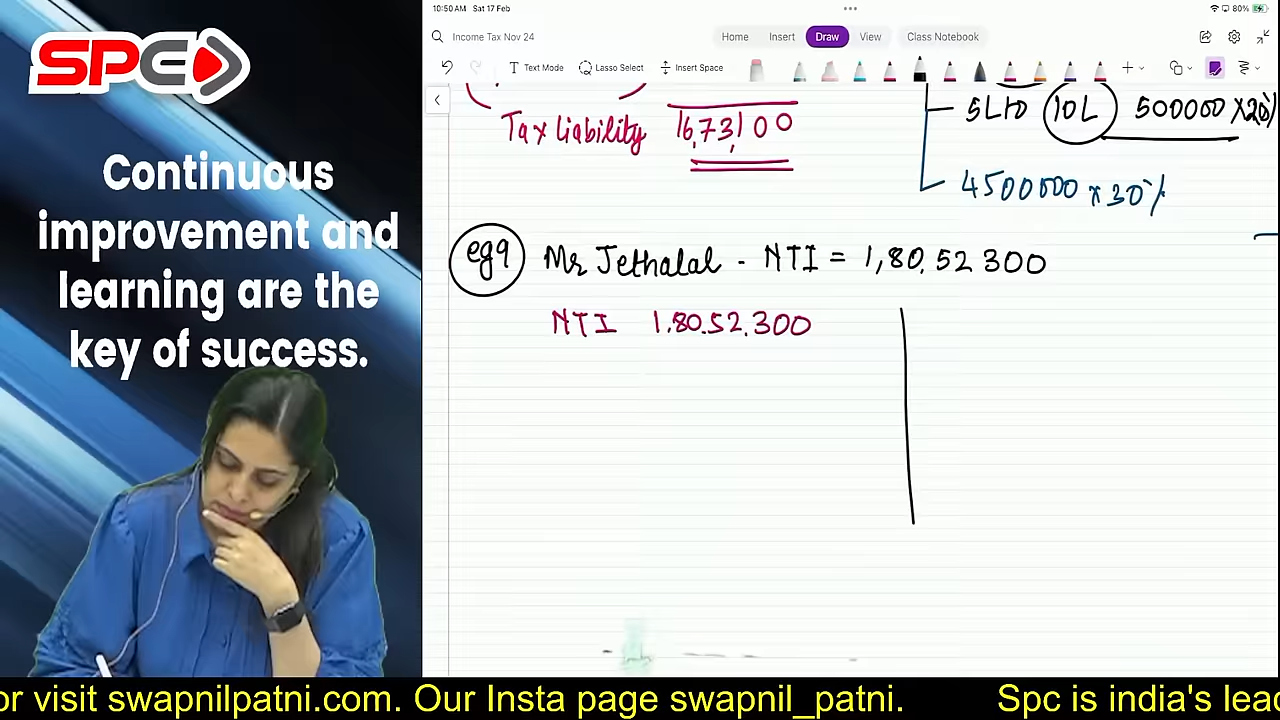 10:50 AM Sat 17 Feb
80%
Income Tax Nov 24
Home Insert Draw View Class Notebook
Text Mode Lasso Select Insert Space
SPC
Continuous
improvement and
learning are the
key of success.
5L TO 10L 500000 x 20%
Tax Liability 16,73,100
4500000 x 30%
eg 9 Mr Jethalal - NTI = 1,80,52 300
NTI 1.80.52.300
or visit swapnilpatni.com. Our Insta page swapnil_patni. Spc is india's lea